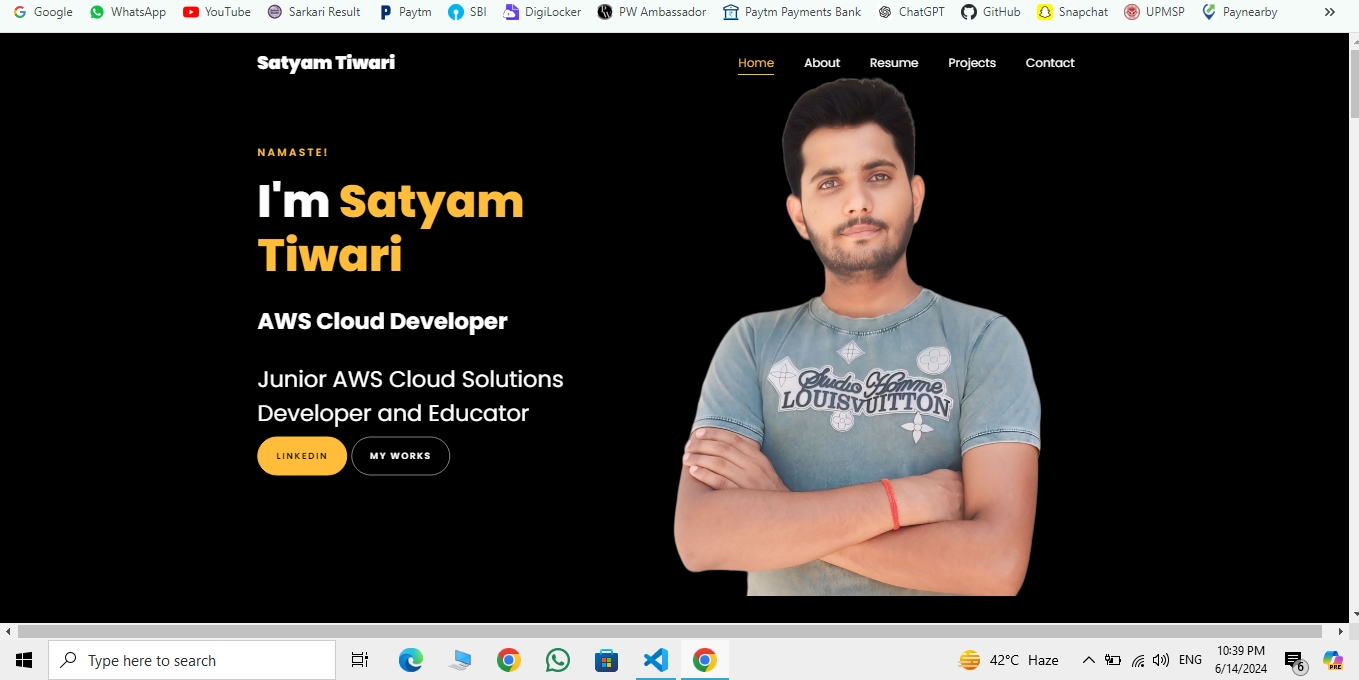 Google WhatsApp YouTube Sarkari Result Paytm SBI DigiLocker PW Ambassador Paytm Payments Bank ChatGPT GitHub Snapchat UPMSP Paynearby »
Satyam Tiwari Home About Resume Projects Contact
NAMASTE!
I'm Satyam
Tiwari
AWS Cloud Developer
Junior AWS Cloud Solutions
Developer and Educator
LINKEDIN MY WORKS
Studio Homme
LOUISVUITTON
Type here to search 42°C Haze ENG 10:39 PM
6/14/2024 6 PRE